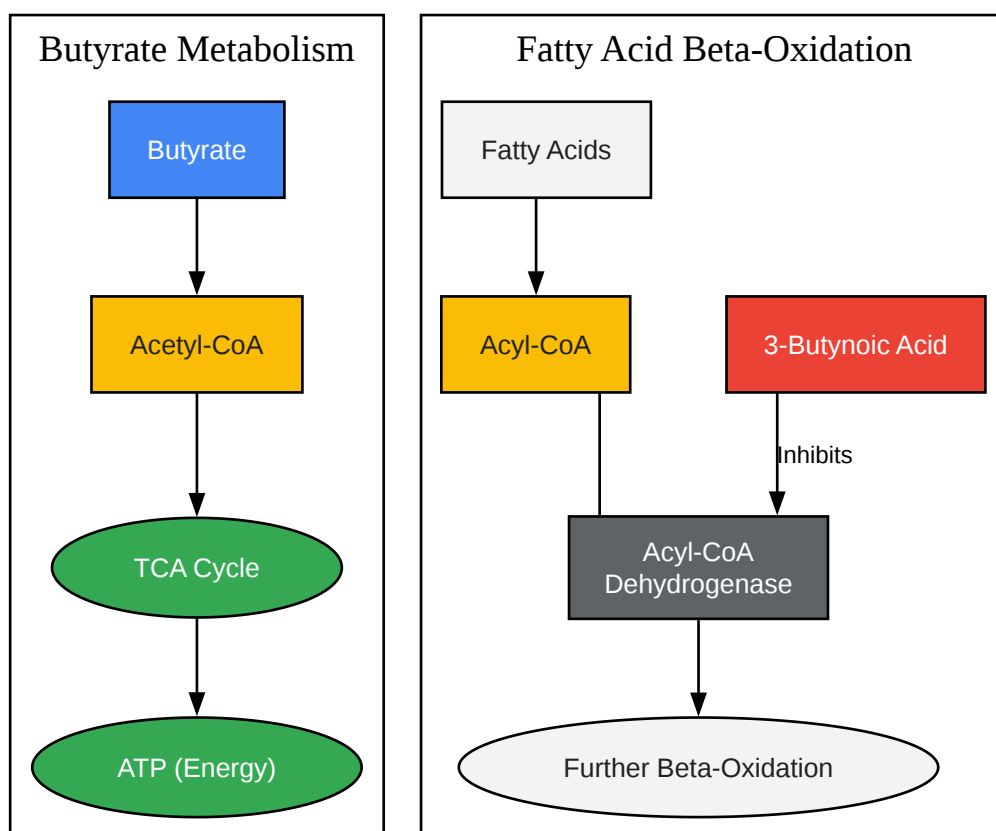 Butyrate Metabolism
Butyrate
Acetyl-CoA
TCA Cycle
ATP (Energy)
Fatty Acid Beta-Oxidation
Fatty Acids
Acyl-CoA
3-Butynoic Acid
Inhibits
Acyl-CoA
Dehydrogenase
Further Beta-Oxidation